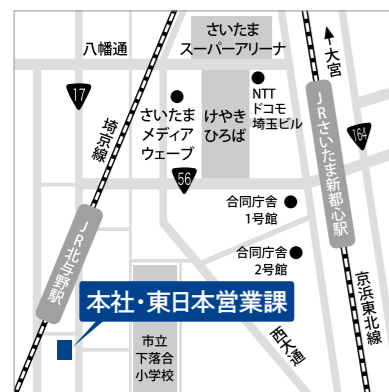 さいたま
スーパーアリーナ
八幡通
大宮
17
埼京線
さいたま
メディア
ウェーブ
けやき
ひろば
NTT
ドコモ
埼玉ビル
JRさいたま新都心駅
164
56
合同庁舎
1号館
JR北与野駅
合同庁舎
2号館
京浜東北線
本社・東日本営業課
市立
下落合
小学校
西大通